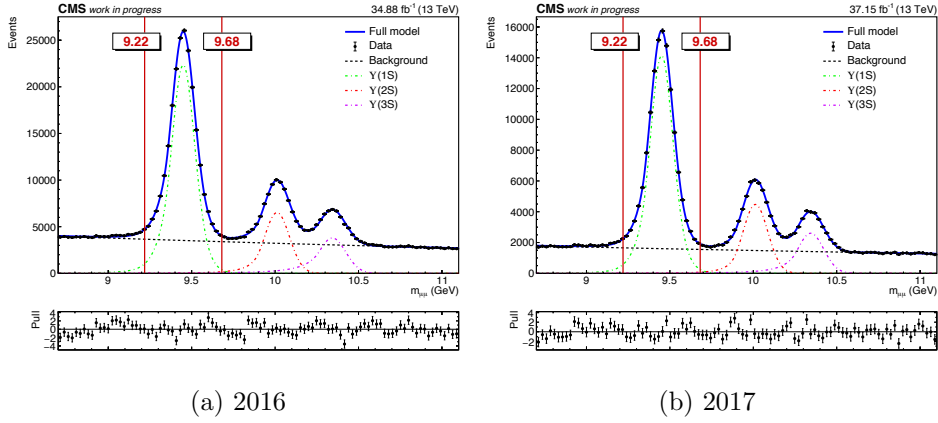 CMS work in progress 34.88 fb⁻¹ (13 TeV)
Events
25000
20000
15000
10000
5000
0
9.22
9.68
Full model
Data
Background
Υ(1S)
Υ(2S)
Υ(3S)
9 9.5 10 10.5 11
mμμ (GeV)
Pull
4
2
0
−2
−4
(a) 2016
CMS work in progress 37.15 fb⁻¹ (13 TeV)
Events
16000
14000
12000
10000
8000
6000
4000
2000
0
9.22
9.68
Full model
Data
Background
Υ(1S)
Υ(2S)
Υ(3S)
9 9.5 10 10.5 11
mμμ (GeV)
Pull
4
2
0
−2
(b) 2017